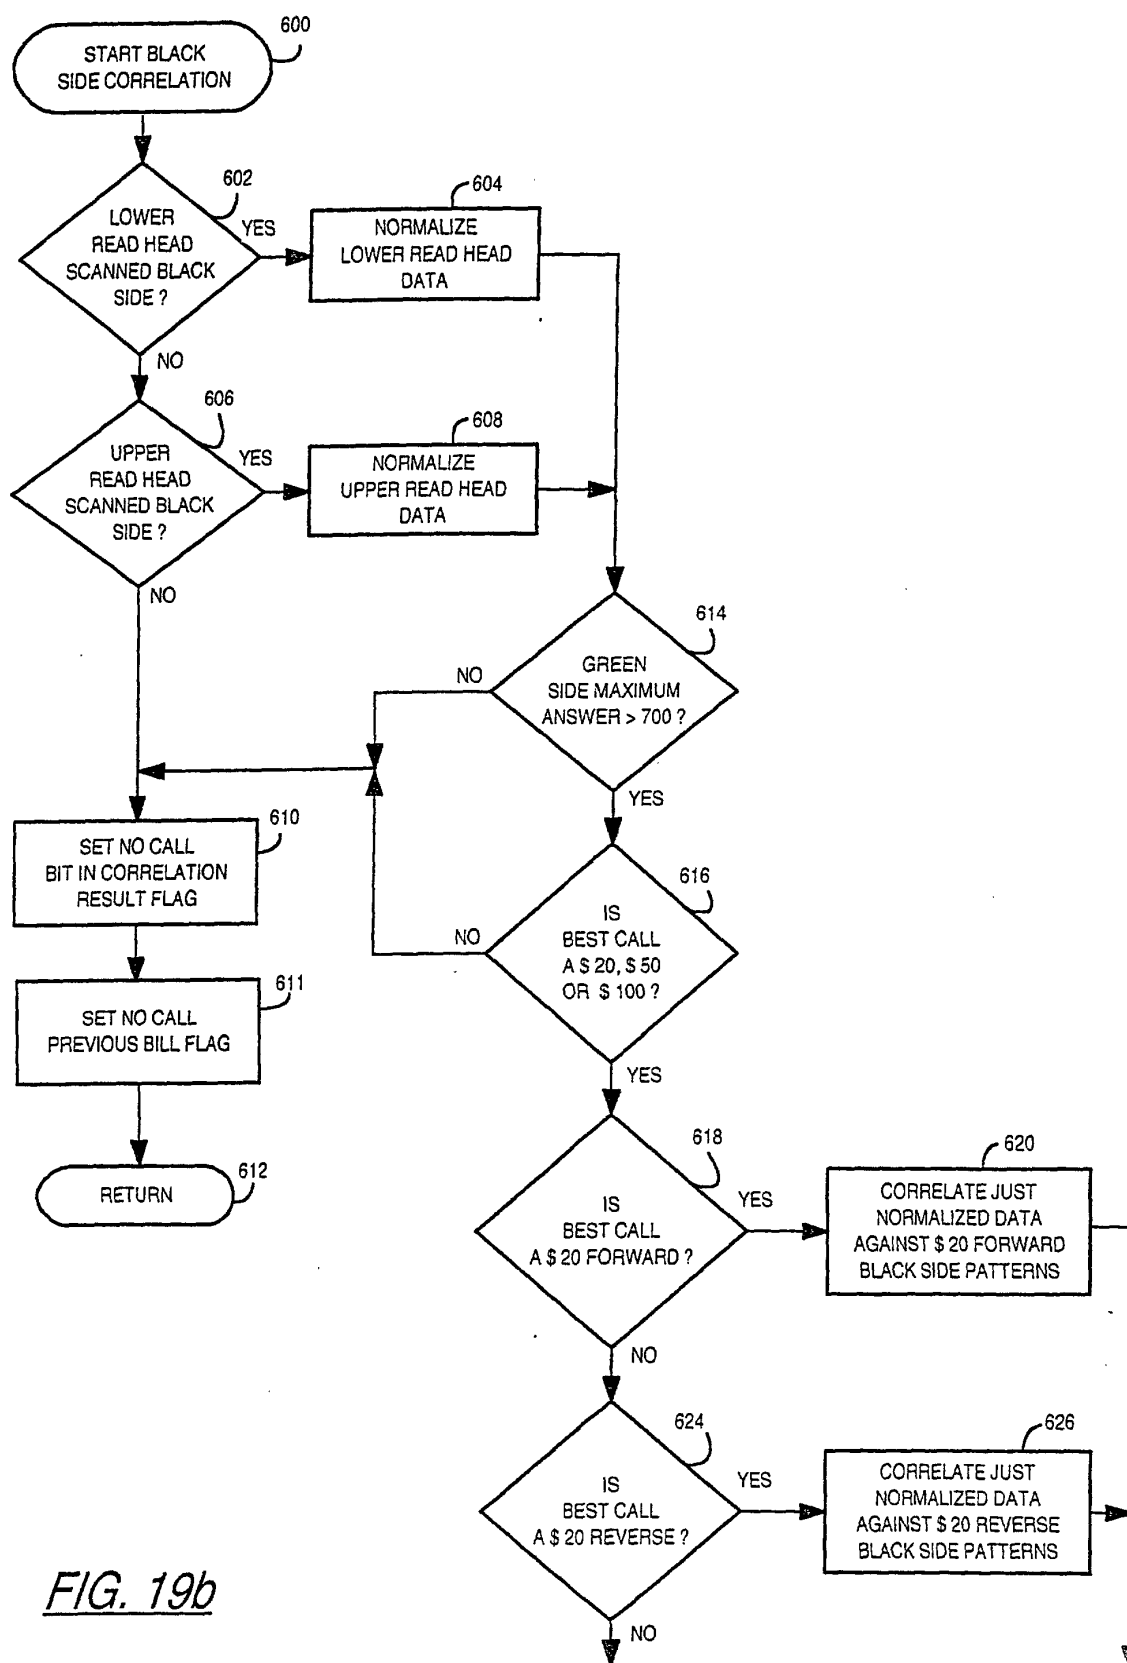 600
START BLACK
SIDE CORRELATION
602
LOWER
READ HEAD
SCANNED BLACK
SIDE ?
YES
NO
604
NORMALIZE
LOWER READ HEAD
DATA
606
UPPER
READ HEAD
SCANNED BLACK
SIDE ?
YES
NO
608
NORMALIZE
UPPER READ HEAD
DATA
614
GREEN
SIDE MAXIMUM
ANSWER > 700 ?
NO
YES
610
SET NO CALL
BIT IN CORRELATION
RESULT FLAG
616
IS
BEST CALL
A $ 20, $ 50
OR $ 100 ?
NO
YES
611
SET NO CALL
PREVIOUS BILL FLAG
612
RETURN
618
IS
BEST CALL
A $ 20 FORWARD ?
YES
NO
620
CORRELATE JUST
NORMALIZED DATA
AGAINST $ 20 FORWARD
BLACK SIDE PATTERNS
624
IS
BEST CALL
A $ 20 REVERSE ?
YES
NO
626
CORRELATE JUST
NORMALIZED DATA
AGAINST $ 20 REVERSE
BLACK SIDE PATTERNS
FIG. 19b